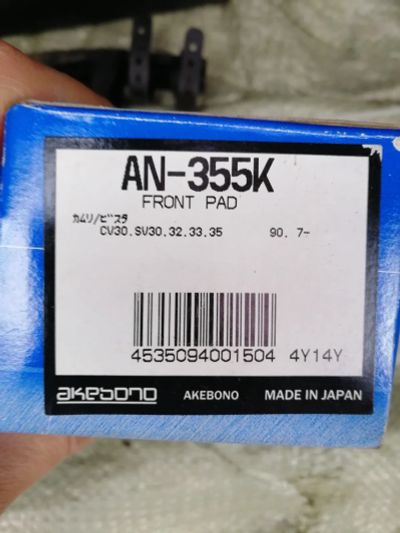 AN-355K
FRONT PAD
カムリ/ビスタ
CV30.SV30.32.33.35 90. 7-
4535094001504 4Y14Y
akebono AKEBONO MADE IN JAPAN